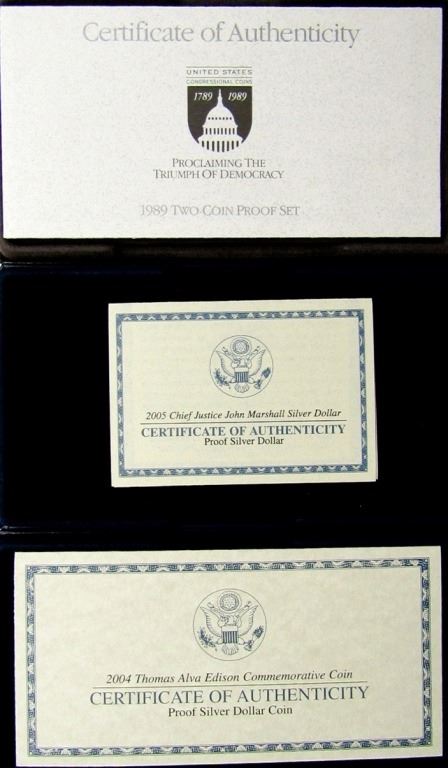 Certificate of Authenticity
UNITED STATES
CONGRESSIONAL COINS
1789 1989
PROCLAIMING THE
TRIUMPH OF DEMOCRACY
1989 TWO-COIN PROOF SET
2005 Chief Justice John Marshall Silver Dollar
CERTIFICATE OF AUTHENTICITY
Proof Silver Dollar
2004 Thomas Alva Edison Commemorative Coin
CERTIFICATE OF AUTHENTICITY
Proof Silver Dollar Coin